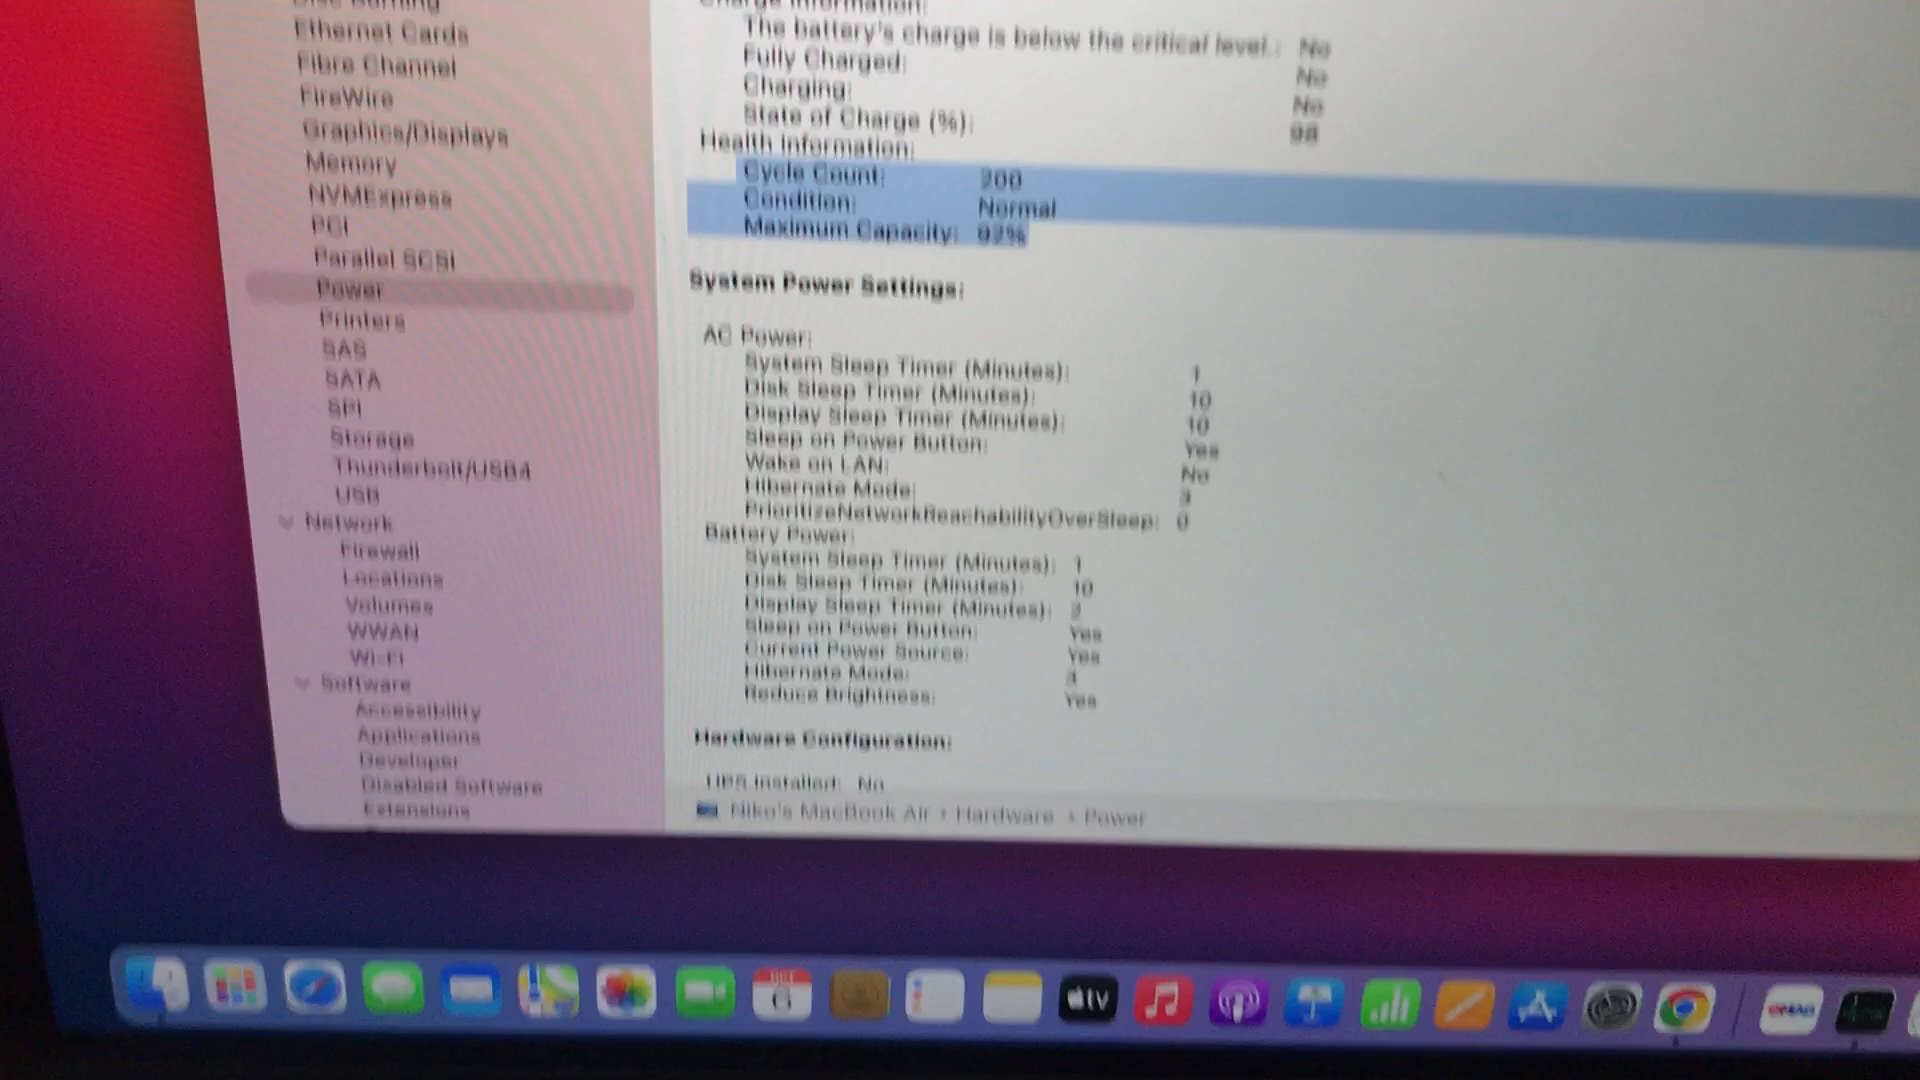 Disc Burning
Ethernet Cards
Fibre Channel
FireWire
Graphics/Displays
Memory
NVMExpress
PCI
Parallel SCSI
Power
Printers
SAS
SATA
SPI
Storage
Thunderbolt/USB4
USB
Network
Firewall
Locations
Volumes
WWAN
Wi-Fi
Software
Accessibility
Applications
Developer
Disabled Software
Extensions
Charge Information:
The battery's charge is below the critical level.: No
Fully Charged: No
Charging: No
State of Charge (%): 98
Health Information:
Cycle Count: 200
Condition: Normal
Maximum Capacity: 92%
System Power Settings:
AC Power:
System Sleep Timer (Minutes): 1
Disk Sleep Timer (Minutes): 10
Display Sleep Timer (Minutes): 10
Sleep on Power Button: Yes
Wake on LAN: No
Hibernate Mode: 3
PrioritizeNetworkReachabilityOverSleep: 0
Battery Power:
System Sleep Timer (Minutes): 1
Disk Sleep Timer (Minutes): 10
Display Sleep Timer (Minutes): 2
Sleep on Power Button: Yes
Current Power Source: Yes
Hibernate Mode: 3
Reduce Brightness: Yes
Hardware Configuration:
UPS Installed: No
Niko's MacBook Air › Hardware › Power
OCT
6
tv